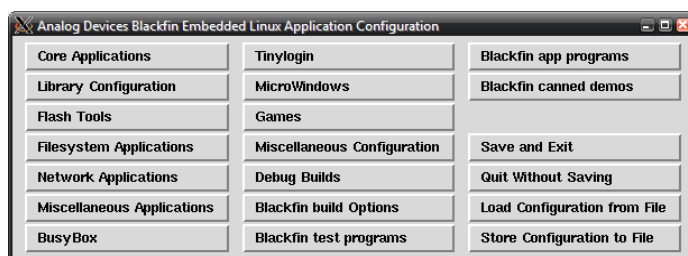 Analog Devices Blackfin Embedded Linux Application Configuration
Core Applications
Library Configuration
Flash Tools
Filesystem Applications
Network Applications
Miscellaneous Applications
BusyBox
Tinylogin
MicroWindows
Games
Miscellaneous Configuration
Debug Builds
Blackfin build Options
Blackfin test programs
Blackfin app programs
Blackfin canned demos
Save and Exit
Quit Without Saving
Load Configuration from File
Store Configuration to File